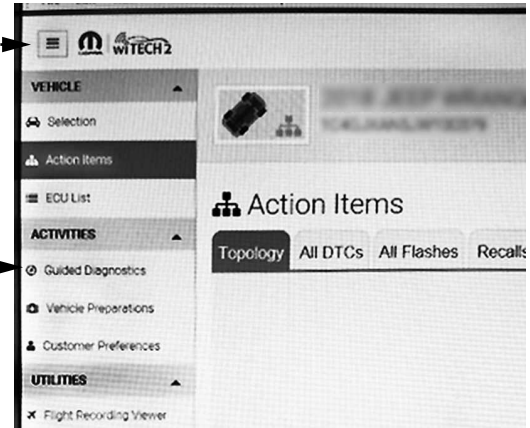 wiTECH 2
VEHICLE
Selection
Action Items
ECU List
ACTIVITIES
Guided Diagnostics
Vehicle Preparations
Customer Preferences
UTILITIES
Flight Recording Viewer
Action Items
Topology All DTCs All Flashes Recalls